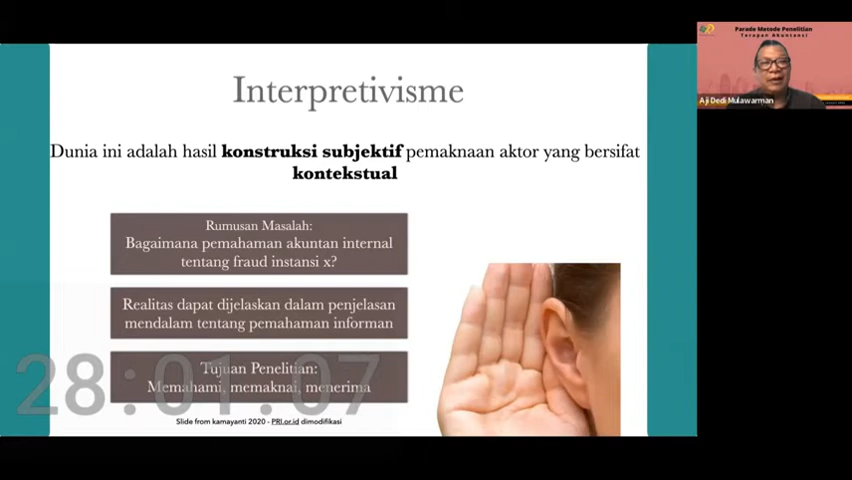 Interpretivisme
Dunia ini adalah hasil konstruksi subjektif pemaknaan aktor yang bersifat
kontekstual
Rumusan Masalah:
Bagaimana pemahaman akuntan internal
tentang fraud instansi x?
Realitas dapat dijelaskan dalam penjelasan
mendalam tentang pemahaman informan
Tujuan Penelitian:
Memahami, memaknai, menerima
28:01:07
Slide from kamayanti 2020 - PRI.or.id dimodifikasi
Parade Metode Penelitian
Terapan Akuntansi
Aji Dedi Mulawarman